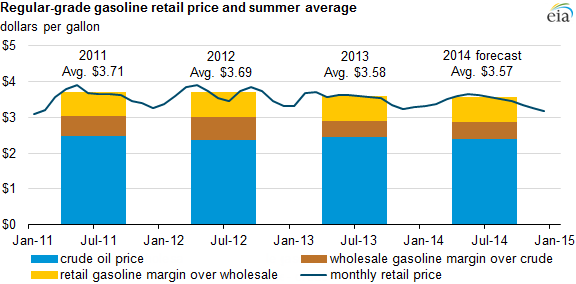 Regular-grade gasoline retail price and summer average
dollars per gallon
eia
$5
$4
$3
$2
$1
$0
2011
Avg. $3.71
2012
Avg. $3.69
2013
Avg. $3.58
2014 forecast
Avg. $3.57
Jan-11 Jul-11 Jan-12 Jul-12 Jan-13 Jul-13 Jan-14 Jul-14 Jan-15
crude oil price
wholesale gasoline margin over crude
retail gasoline margin over wholesale
monthly retail price